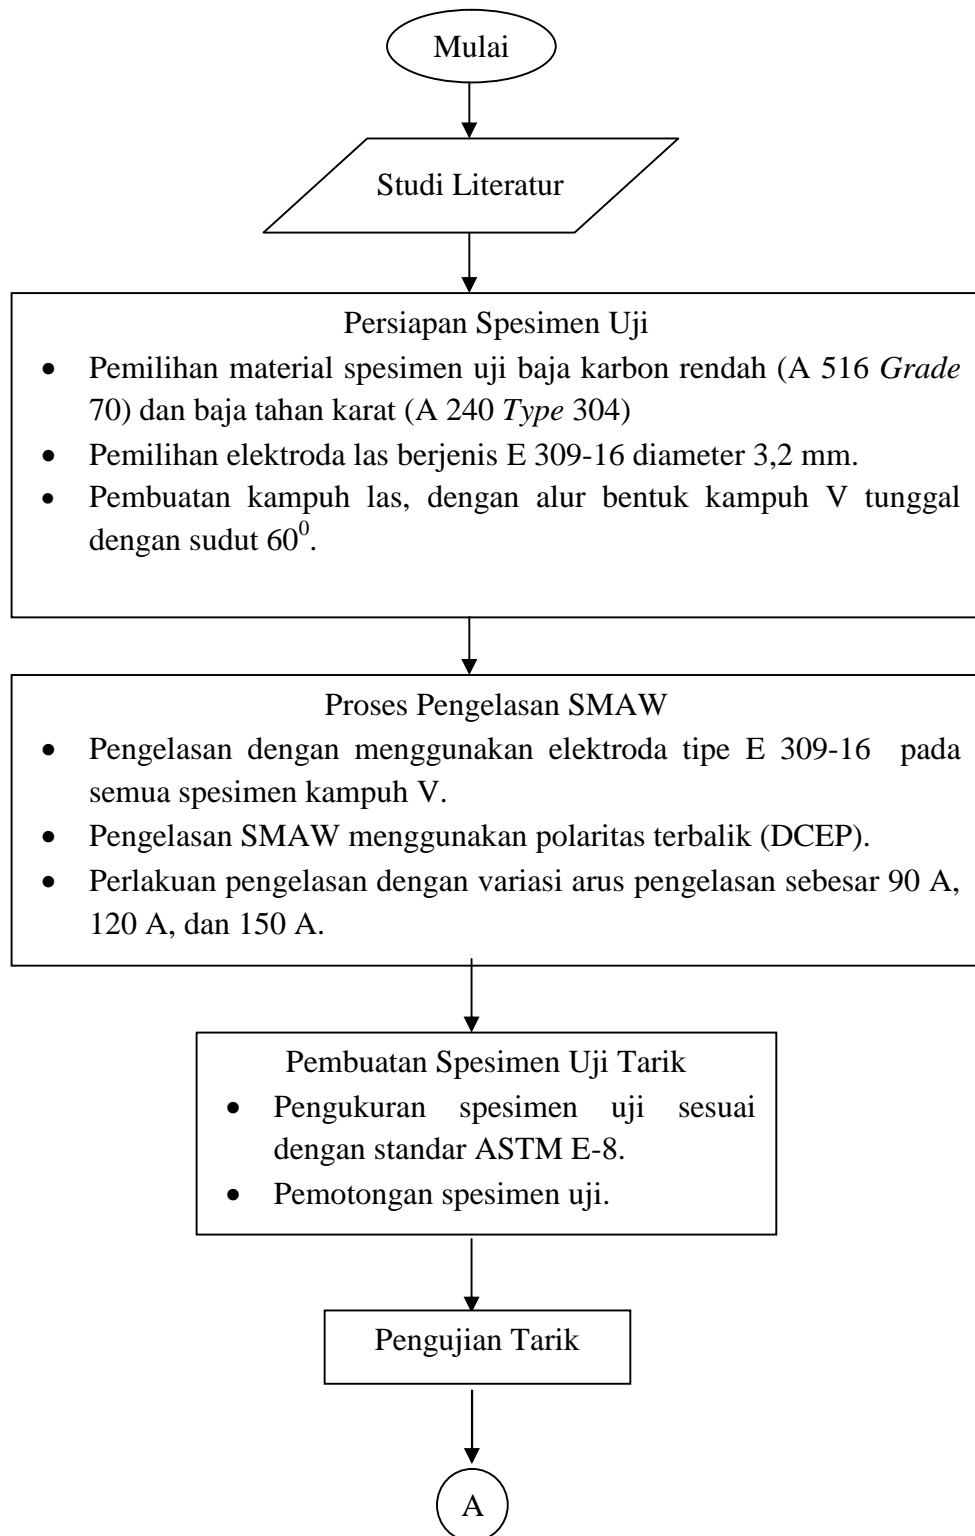 Mulai
Studi Literatur
Persiapan Spesimen Uji
• Pemilihan material spesimen uji baja karbon rendah (A 516 Grade
70) dan baja tahan karat (A 240 Type 304)
• Pemilihan elektroda las berjenis E 309-16 diameter 3,2 mm.
• Pembuatan kampuh las, dengan alur bentuk kampuh V tunggal
dengan sudut 60⁰.
Proses Pengelasan SMAW
• Pengelasan dengan menggunakan elektroda tipe E 309-16 pada
semua spesimen kampuh V.
• Pengelasan SMAW menggunakan polaritas terbalik (DCEP).
• Perlakuan pengelasan dengan variasi arus pengelasan sebesar 90 A,
120 A, dan 150 A.
Pembuatan Spesimen Uji Tarik
• Pengukuran spesimen uji sesuai
dengan standar ASTM E-8.
• Pemotongan spesimen uji.
Pengujian Tarik
A